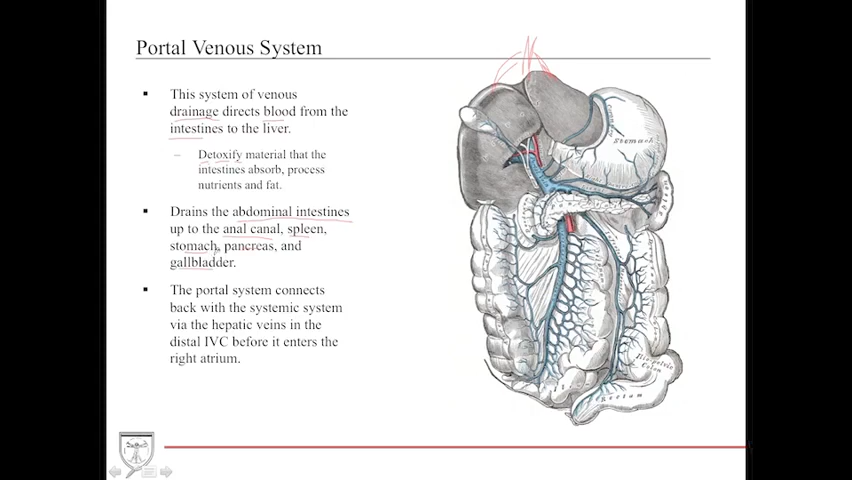 Portal Venous System
▪ This system of venous
drainage directs blood from the
intestines to the liver.
– Detoxify material that the
intestines absorb, process
nutrients and fat.
▪ Drains the abdominal intestines
up to the anal canal, spleen,
stomach, pancreas, and
gallbladder.
▪ The portal system connects
back with the systemic system
via the hepatic veins in the
distal IVC before it enters the
right atrium.
Stomach
Colon
Rectum